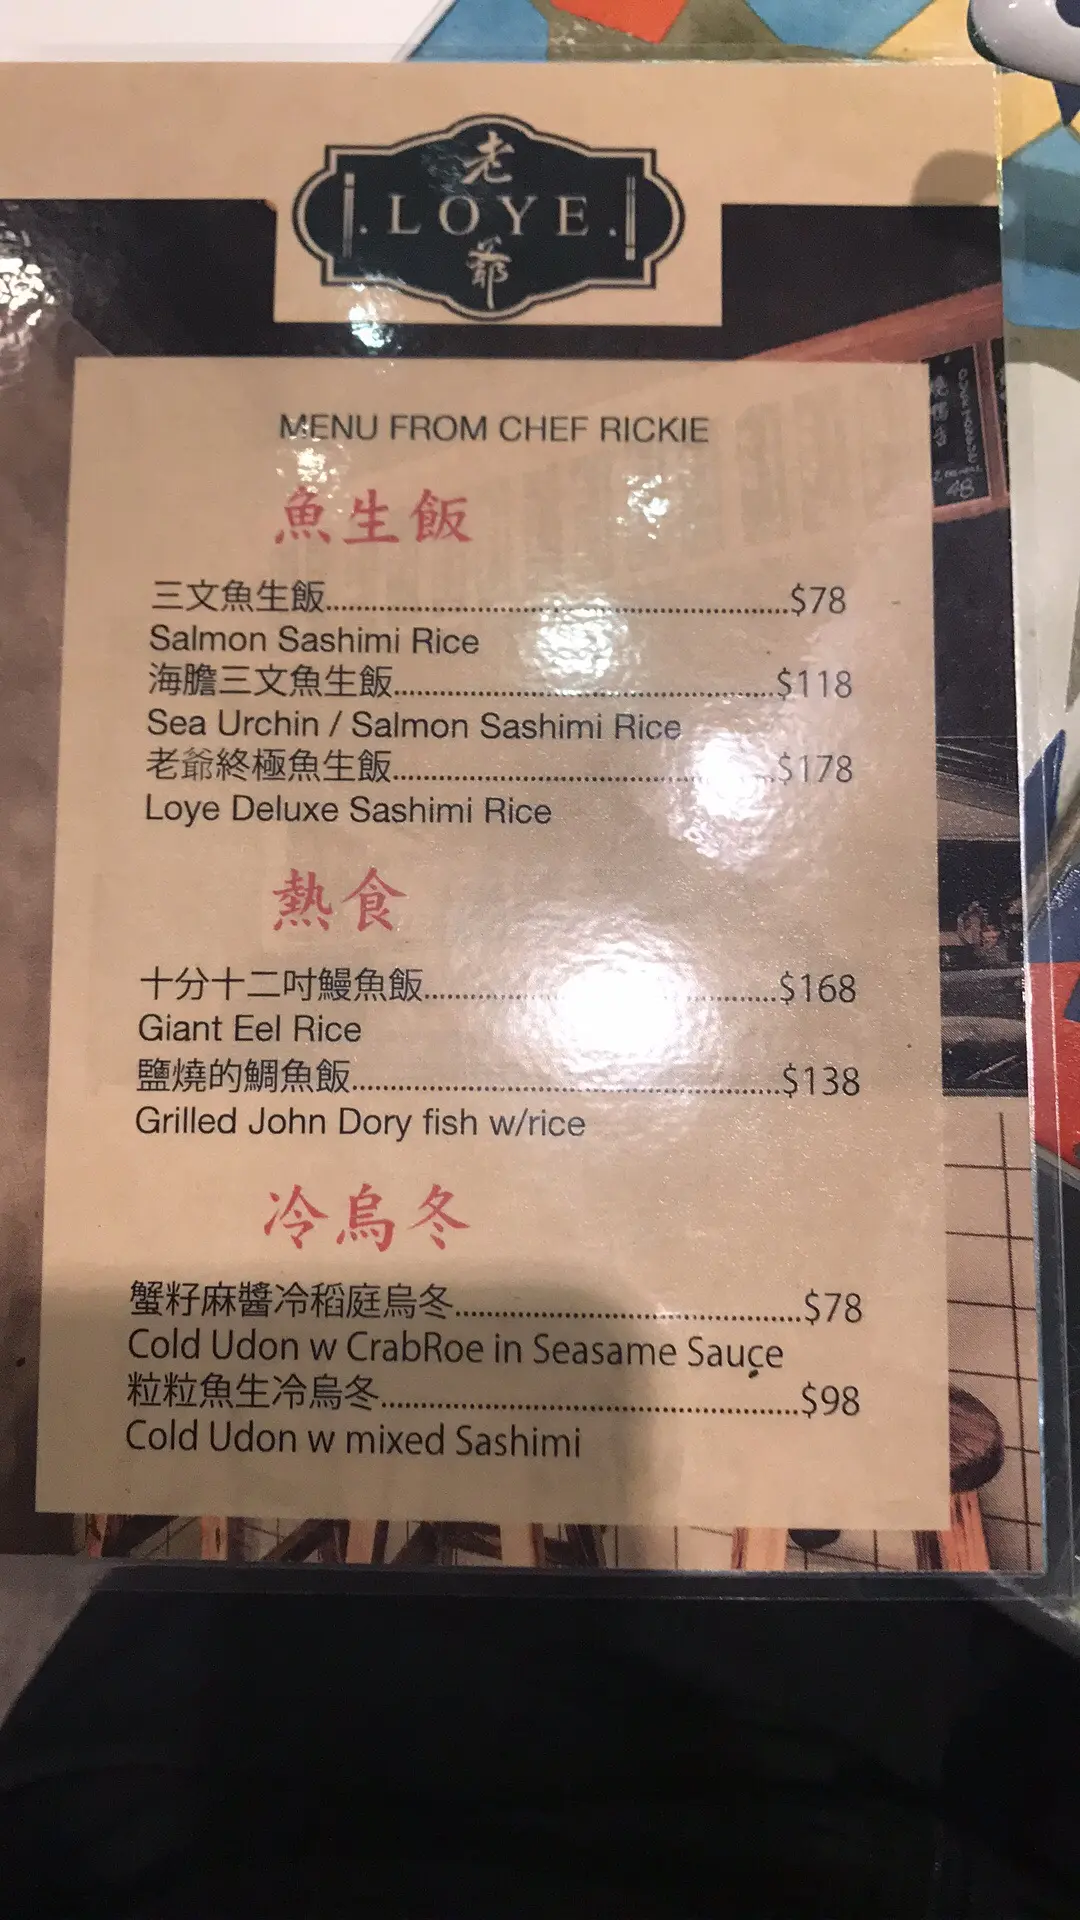 老
. LOYE .
爺
MENU FROM CHEF RICKIE
魚生飯
三文魚生飯........................................$78
Salmon Sashimi Rice
海膽三文魚生飯........................................$118
Sea Urchin / Salmon Sashimi Rice
老爺終極魚生飯........................................$178
Loye Deluxe Sashimi Rice
熱食
十分十二吋鰻魚飯........................................$168
Giant Eel Rice
鹽燒的鯛魚飯........................................$138
Grilled John Dory fish w/rice
冷烏冬
蟹籽麻醬冷稻庭烏冬........................................$78
Cold Udon w CrabRoe in Seasame Sauce
粒粒魚生冷烏冬........................................$98
Cold Udon w mixed Sashimi